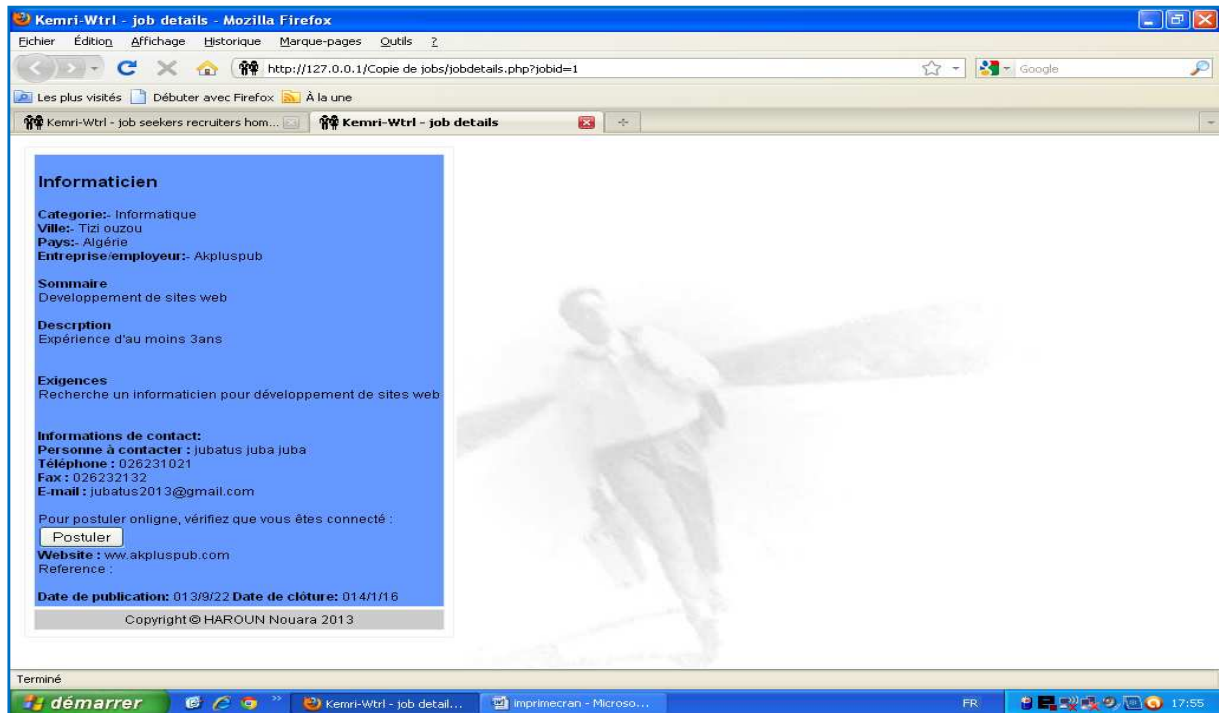 Kemri-Wtrl - job details - Mozilla Firefox
Eichier Édition Affichage Historique Marque-pages Outils ?
http://127.0.0.1/Copie de jobs/jobdetails.php?jobid=1
Google
Les plus visités Débuter avec Firefox À la une
Kemri-Wtrl - job seekers recruiters hom...
Kemri-Wtrl - job details
Informaticien
Categorie:- Informatique
Ville:- Tizi ouzou
Pays:- Algérie
Entreprise/employeur:- Akpluspub
Sommaire
Developpement de sites web
Descrption
Expérience d'au moins 3ans
Exigences
Recherche un informaticien pour développement de sites web
Informations de contact:
Personne à contacter : jubatus juba juba
Téléphone : 026231021
Fax : 026232132
E-mail : jubatus2013@gmail.com
Pour postuler onligne, vérifiez que vous êtes connecté :
Postuler
Website : ww.akpluspub.com
Reference :
Date de publication: 013/9/22 Date de clôture: 014/1/16
Copyright © HAROUN Nouara 2013
Terminé
démarrer
Kemri-Wtrl - job detail...
imprimecran - Microso...
FR
17:55